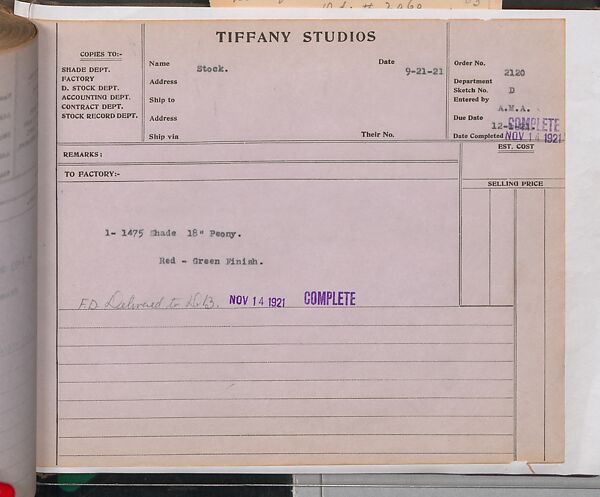 TIFFANY STUDIOS
COPIES TO:-
SHADE DEPT.
FACTORY
D. STOCK DEPT.
ACCOUNTING DEPT.
CONTRACT DEPT.
STOCK RECORD DEPT.
Name Stock. Date 9-21-21
Address
Ship to
Address
Ship via Their No.
Order No. 2120
Department
Sketch No. D
Entered by A.M.A.
Due Date COMPLETE
Date Completed NOV 14 1921
REMARKS:
EST. COST
TO FACTORY:-
SELLING PRICE
1- 1475 Shade 18" Peony.
Red - Green Finish.
F.D. Delivered to NOV 14 1921 COMPLETE